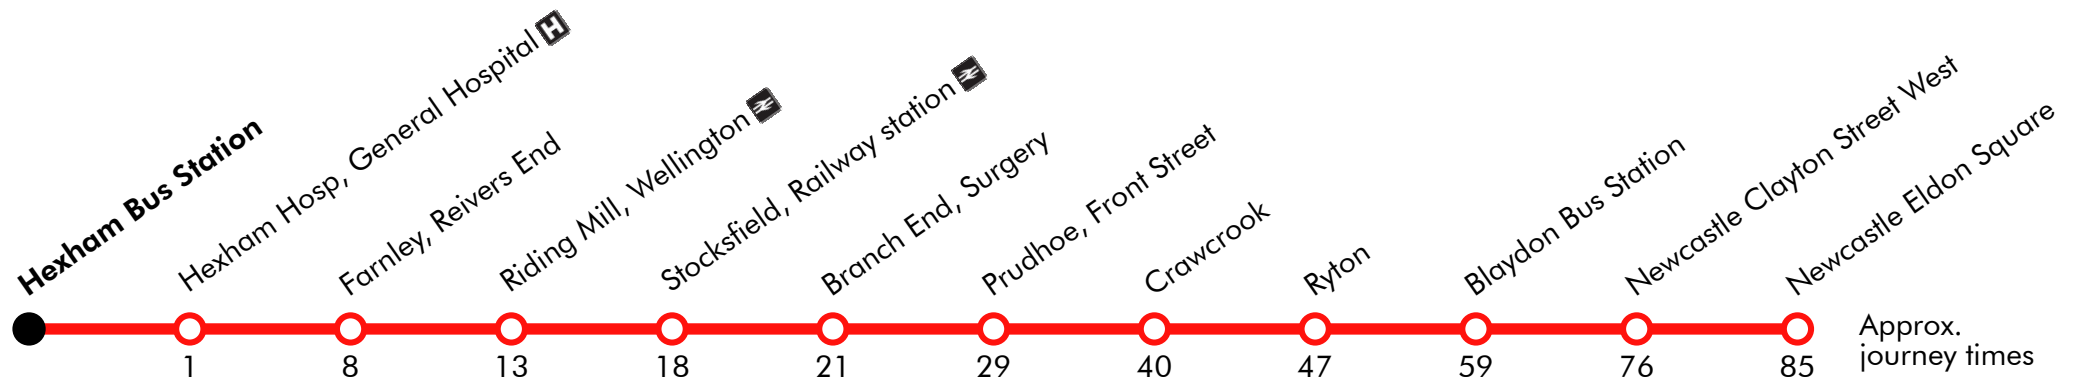 Hexham Bus Station
Hexham Hosp, General Hospital H
Farnley, Reivers End
Riding Mill, Wellington
Stocksfield, Railway station
Branch End, Surgery
Prudhoe, Front Street
Crawcrook
Ryton
Blaydon Bus Station
Newcastle Clayton Street West
Newcastle Eldon Square
1 8 13 18 21 29 40 47 59 76 85
Approx.
journey times